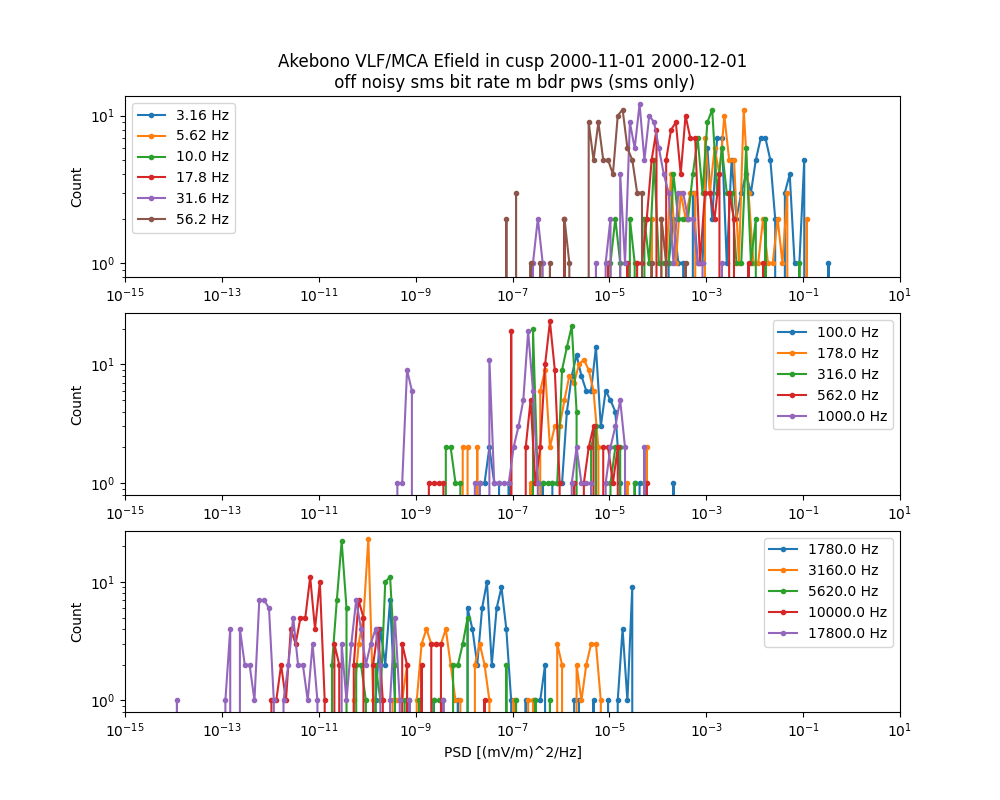 Akebono VLF/MCA Efield in cusp 2000-11-01 2000-12-01
off noisy sms bit rate m bdr pws (sms only)
3.16 Hz
5.62 Hz
10.0 Hz
17.8 Hz
31.6 Hz
56.2 Hz
Count
10^1
10^0
10^-15 10^-13 10^-11 10^-9 10^-7 10^-5 10^-3 10^-1 10^1
100.0 Hz
178.0 Hz
316.0 Hz
562.0 Hz
1000.0 Hz
Count
10^1
10^0
10^-15 10^-13 10^-11 10^-9 10^-7 10^-5 10^-3 10^-1 10^1
1780.0 Hz
3160.0 Hz
5620.0 Hz
10000.0 Hz
17800.0 Hz
Count
10^1
10^0
10^-15 10^-13 10^-11 10^-9 10^-7 10^-5 10^-3 10^-1 10^1
PSD [(mV/m)^2/Hz]